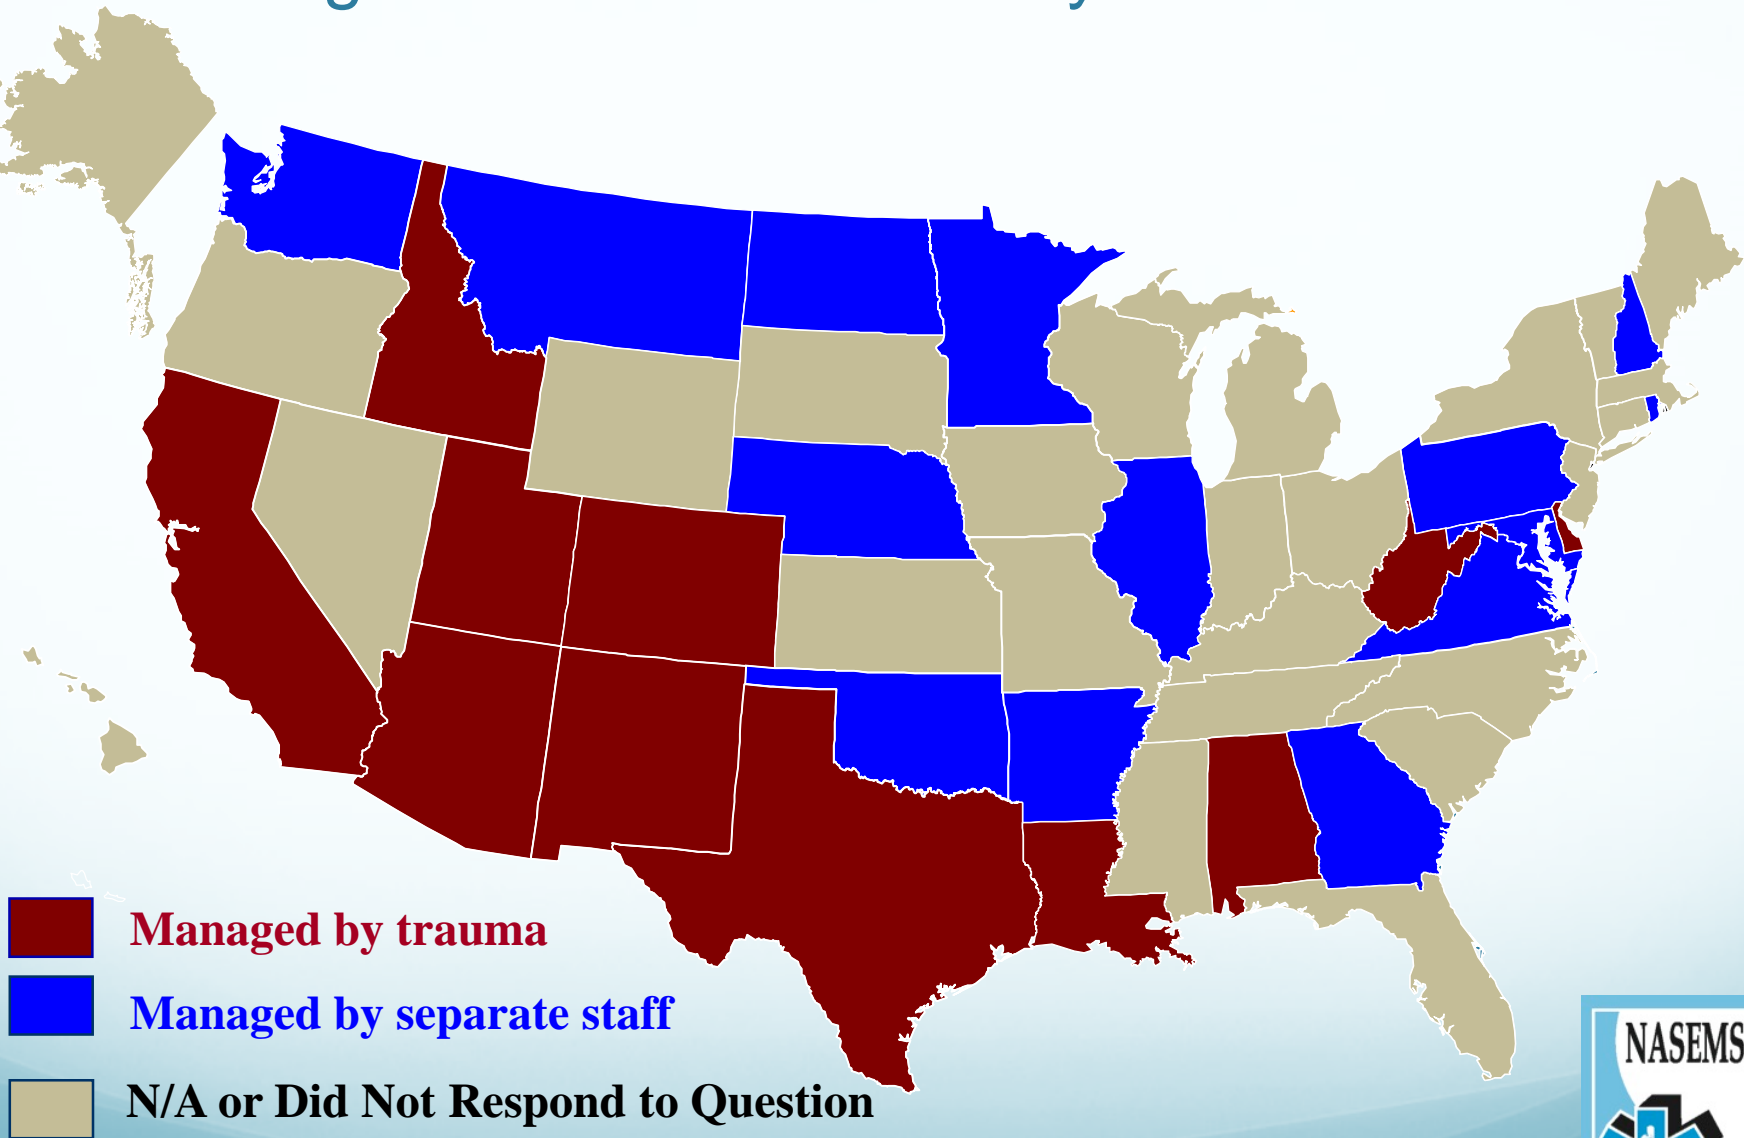 Managed by trauma
Managed by separate staff
N/A or Did Not Respond to Question
NASEMS